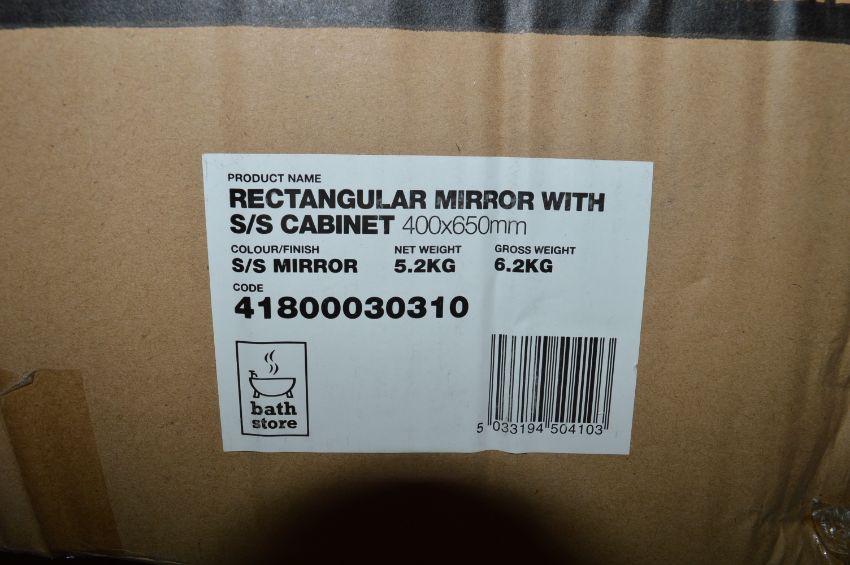 PRODUCT NAME
RECTANGULAR MIRROR WITH
S/S CABINET 400x650mm
COLOUR/FINISH NET WEIGHT GROSS WEIGHT
S/S MIRROR 5.2KG 6.2KG
CODE
41800030310
bath
store
5 033194 504103